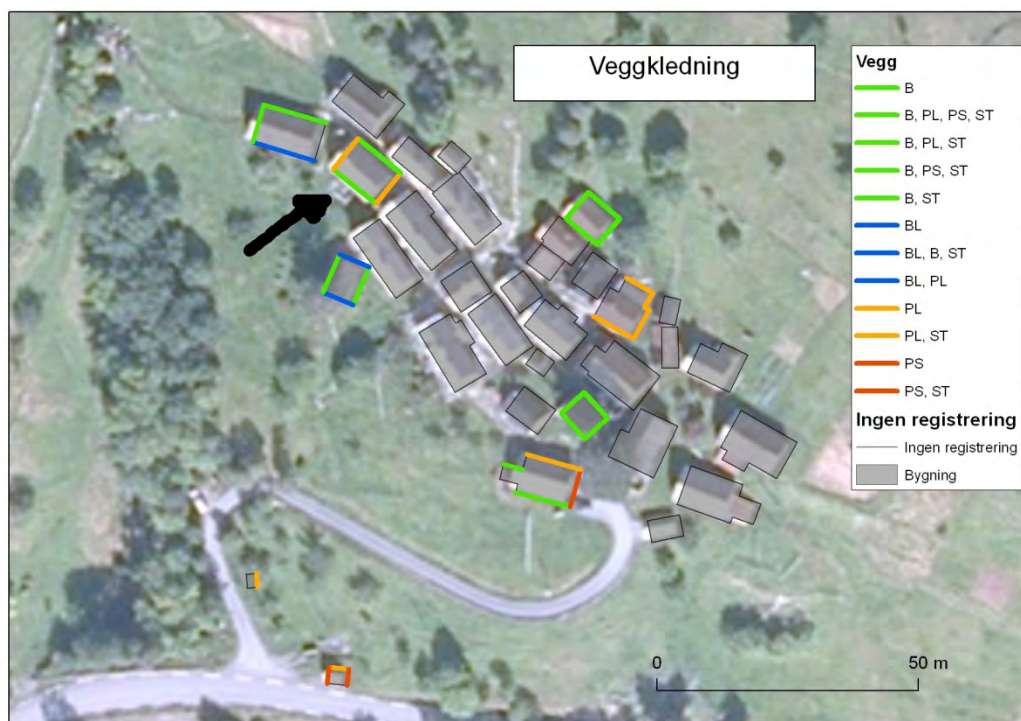 Veggkledning
Vegg
B
B, PL, PS, ST
B, PL, ST
B, PS, ST
B, ST
BL
BL, B, ST
BL, PL
PL
PL, ST
PS
PS, ST
Ingen registrering
Ingen registrering
Bygning
0 50 m